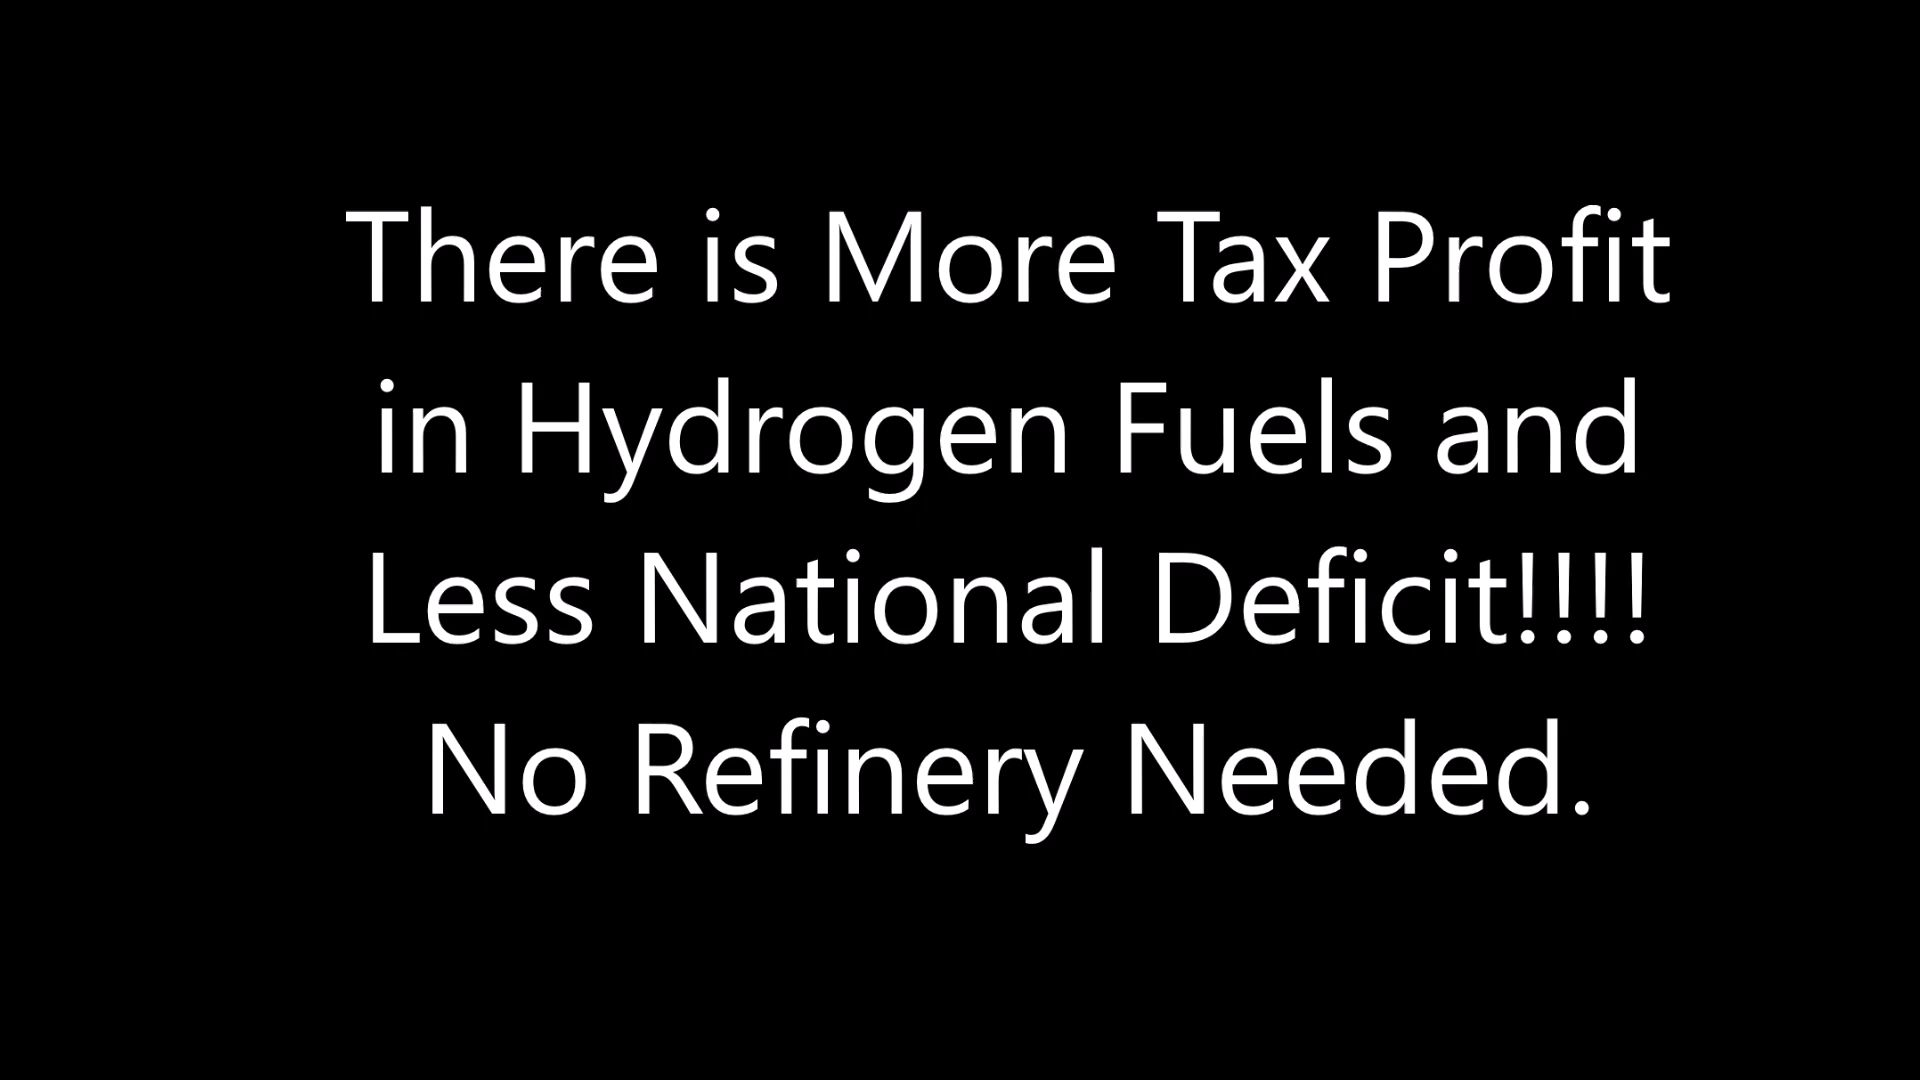 There is More Tax Profit
in Hydrogen Fuels and
Less National Deficit!!!!
No Refinery Needed.